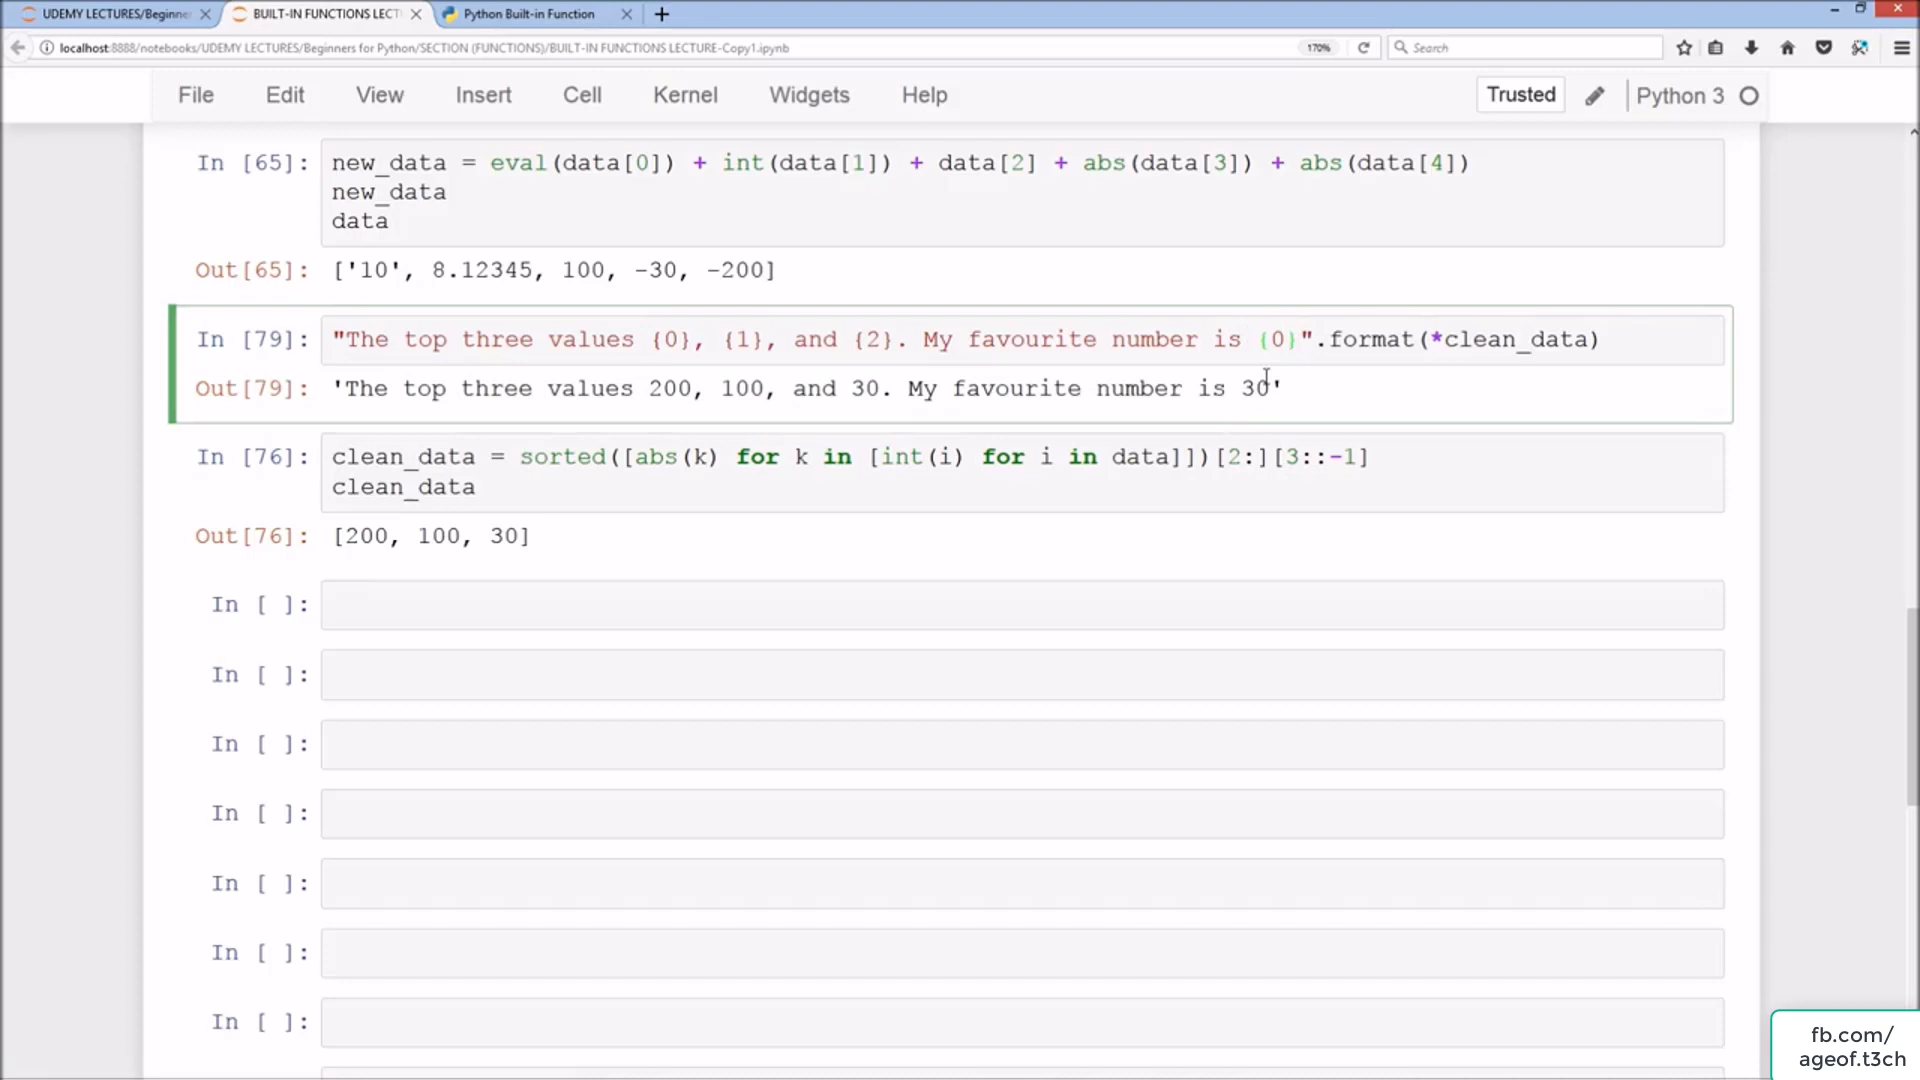 UDEMY LECTURES/Beginne
BUILT-IN FUNCTIONS LECT
Python Built-in Function
localhost:8888/notebooks/UDEMY LECTURES/Beginners for Python/SECTION (FUNCTIONS)/BUILT-IN FUNCTIONS LECTURE-Copy1.ipynb
170%
Search
File Edit View Insert Cell Kernel Widgets Help
Trusted
Python 3
In [65]: new_data = eval(data[0]) + int(data[1]) + data[2] + abs(data[3]) + abs(data[4])
new_data
data
Out[65]: ['10', 8.12345, 100, -30, -200]
In [79]: "The top three values {0}, {1}, and {2}. My favourite number is {0}".format(*clean_data)
Out[79]: 'The top three values 200, 100, and 30. My favourite number is 30'
In [76]: clean_data = sorted([abs(k) for k in [int(i) for i in data]])[2:][3::-1]
clean_data
Out[76]: [200, 100, 30]
In [ ]:
In [ ]:
In [ ]:
In [ ]:
In [ ]:
In [ ]:
In [ ]:
fb.com/
ageof.t3ch